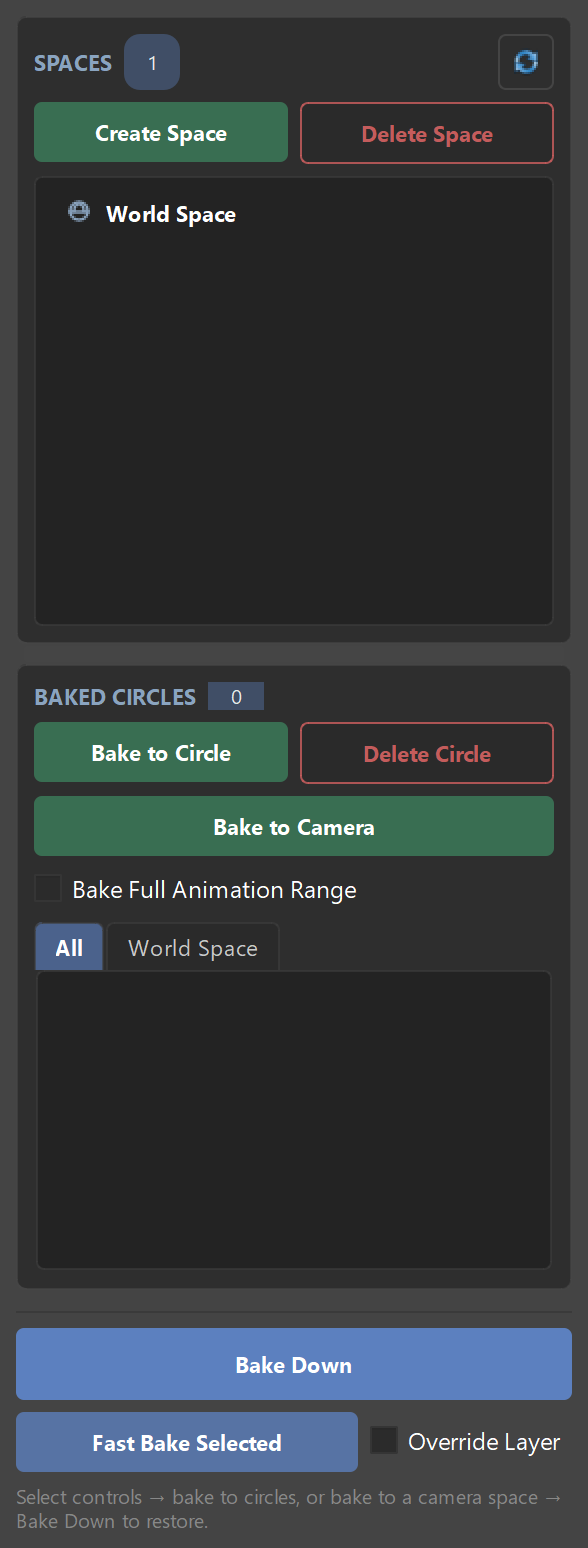 SPACES 1
Create Space Delete Space
World Space
BAKED CIRCLES 0
Bake to Circle Delete Circle
Bake to Camera
Bake Full Animation Range
All World Space
Bake Down
Fast Bake Selected Override Layer
Select controls → bake to circles, or bake to a camera space →
Bake Down to restore.